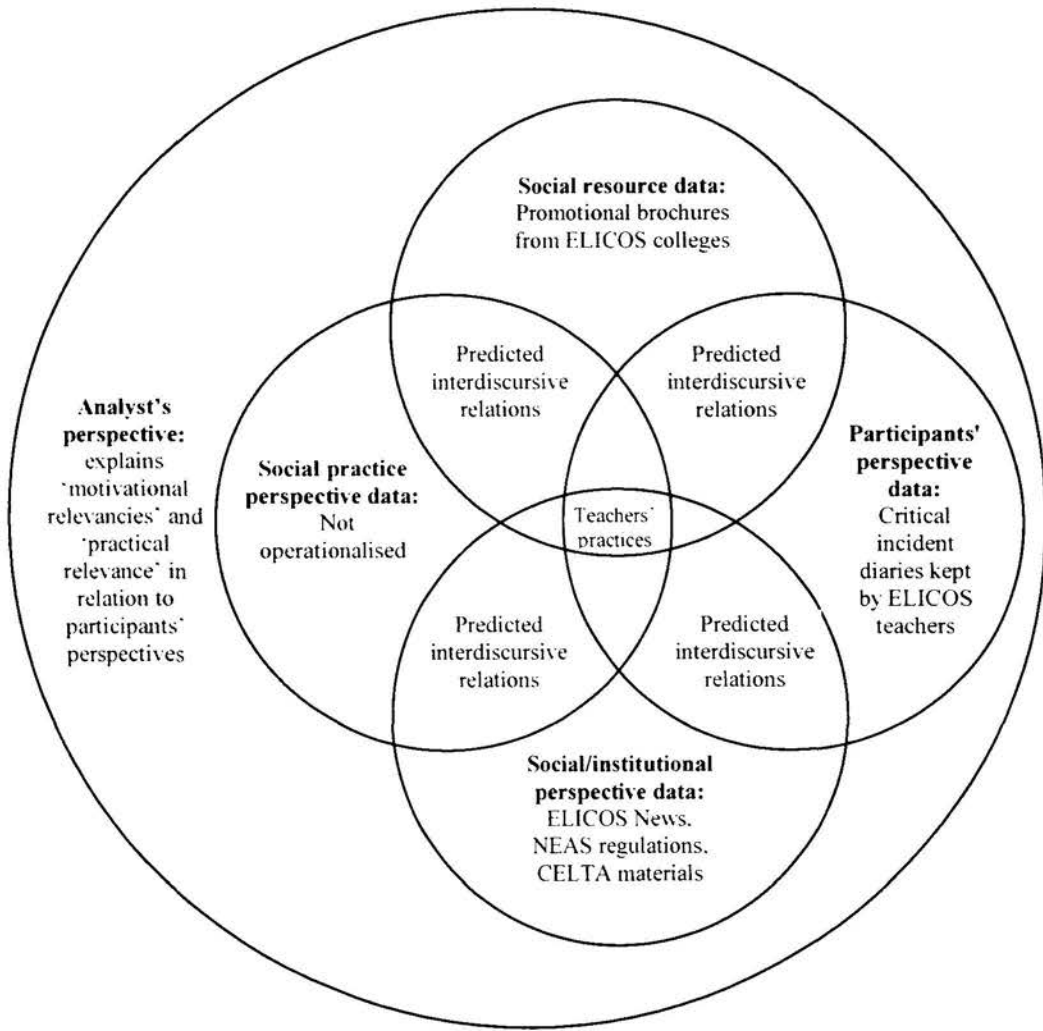 Social resource data:
Promotional brochures
from ELICOS colleges
Predicted
interdiscursive
relations
Predicted
interdiscursive
relations
Analyst's
perspective:
explains
'motivational
relevancies' and
'practical
relevance' in
relation to
participants'
perspectives
Social practice
perspective data:
Not
operationalised
Teachers'
practices
Participants'
perspective
data:
Critical
incident
diaries kept
by ELICOS
teachers
Predicted
interdiscursive
relations
Predicted
interdiscursive
relations
Social/institutional
perspective data:
ELICOS News.
NEAS regulations.
CELTA materials